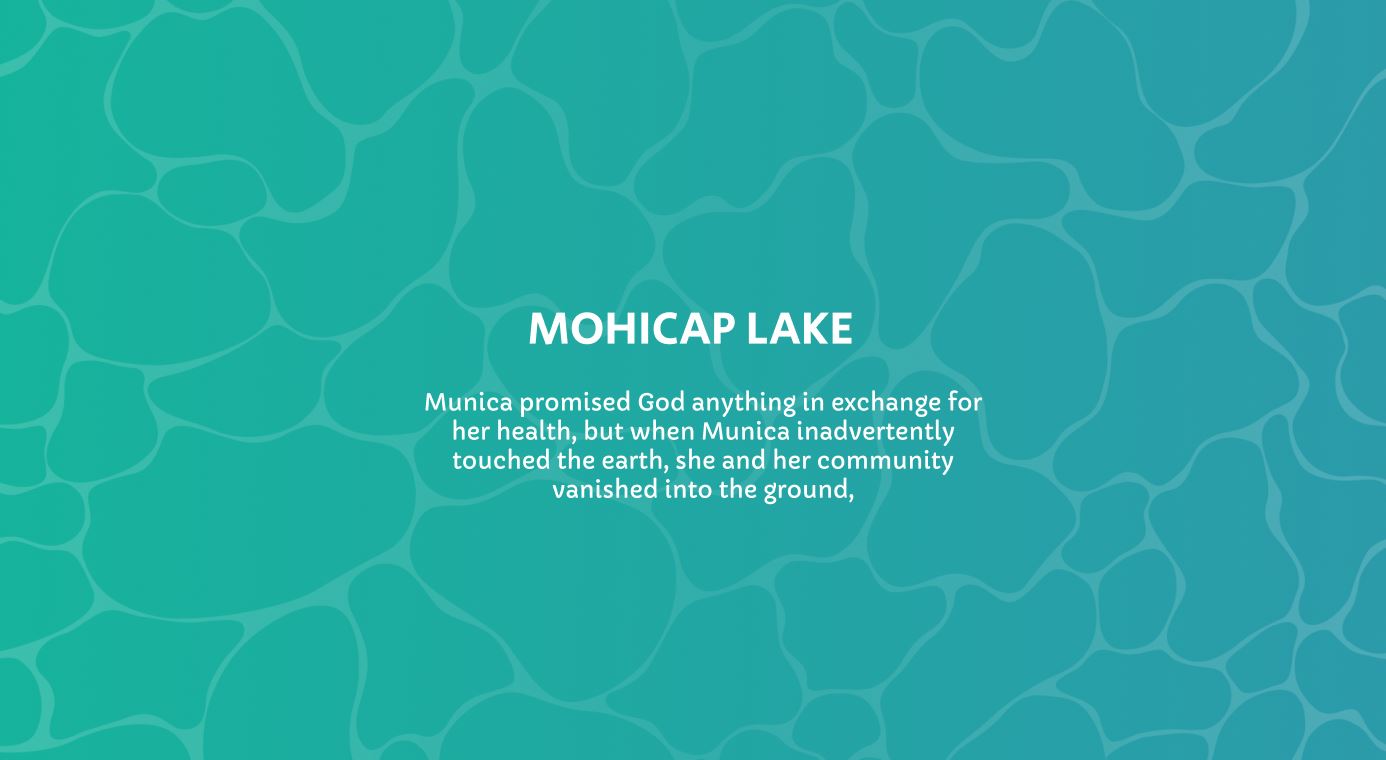 MOHICAP LAKE
Munica promised God anything in exchange for
her health, but when Munica inadvertently
touched the earth, she and her community
vanished into the ground,